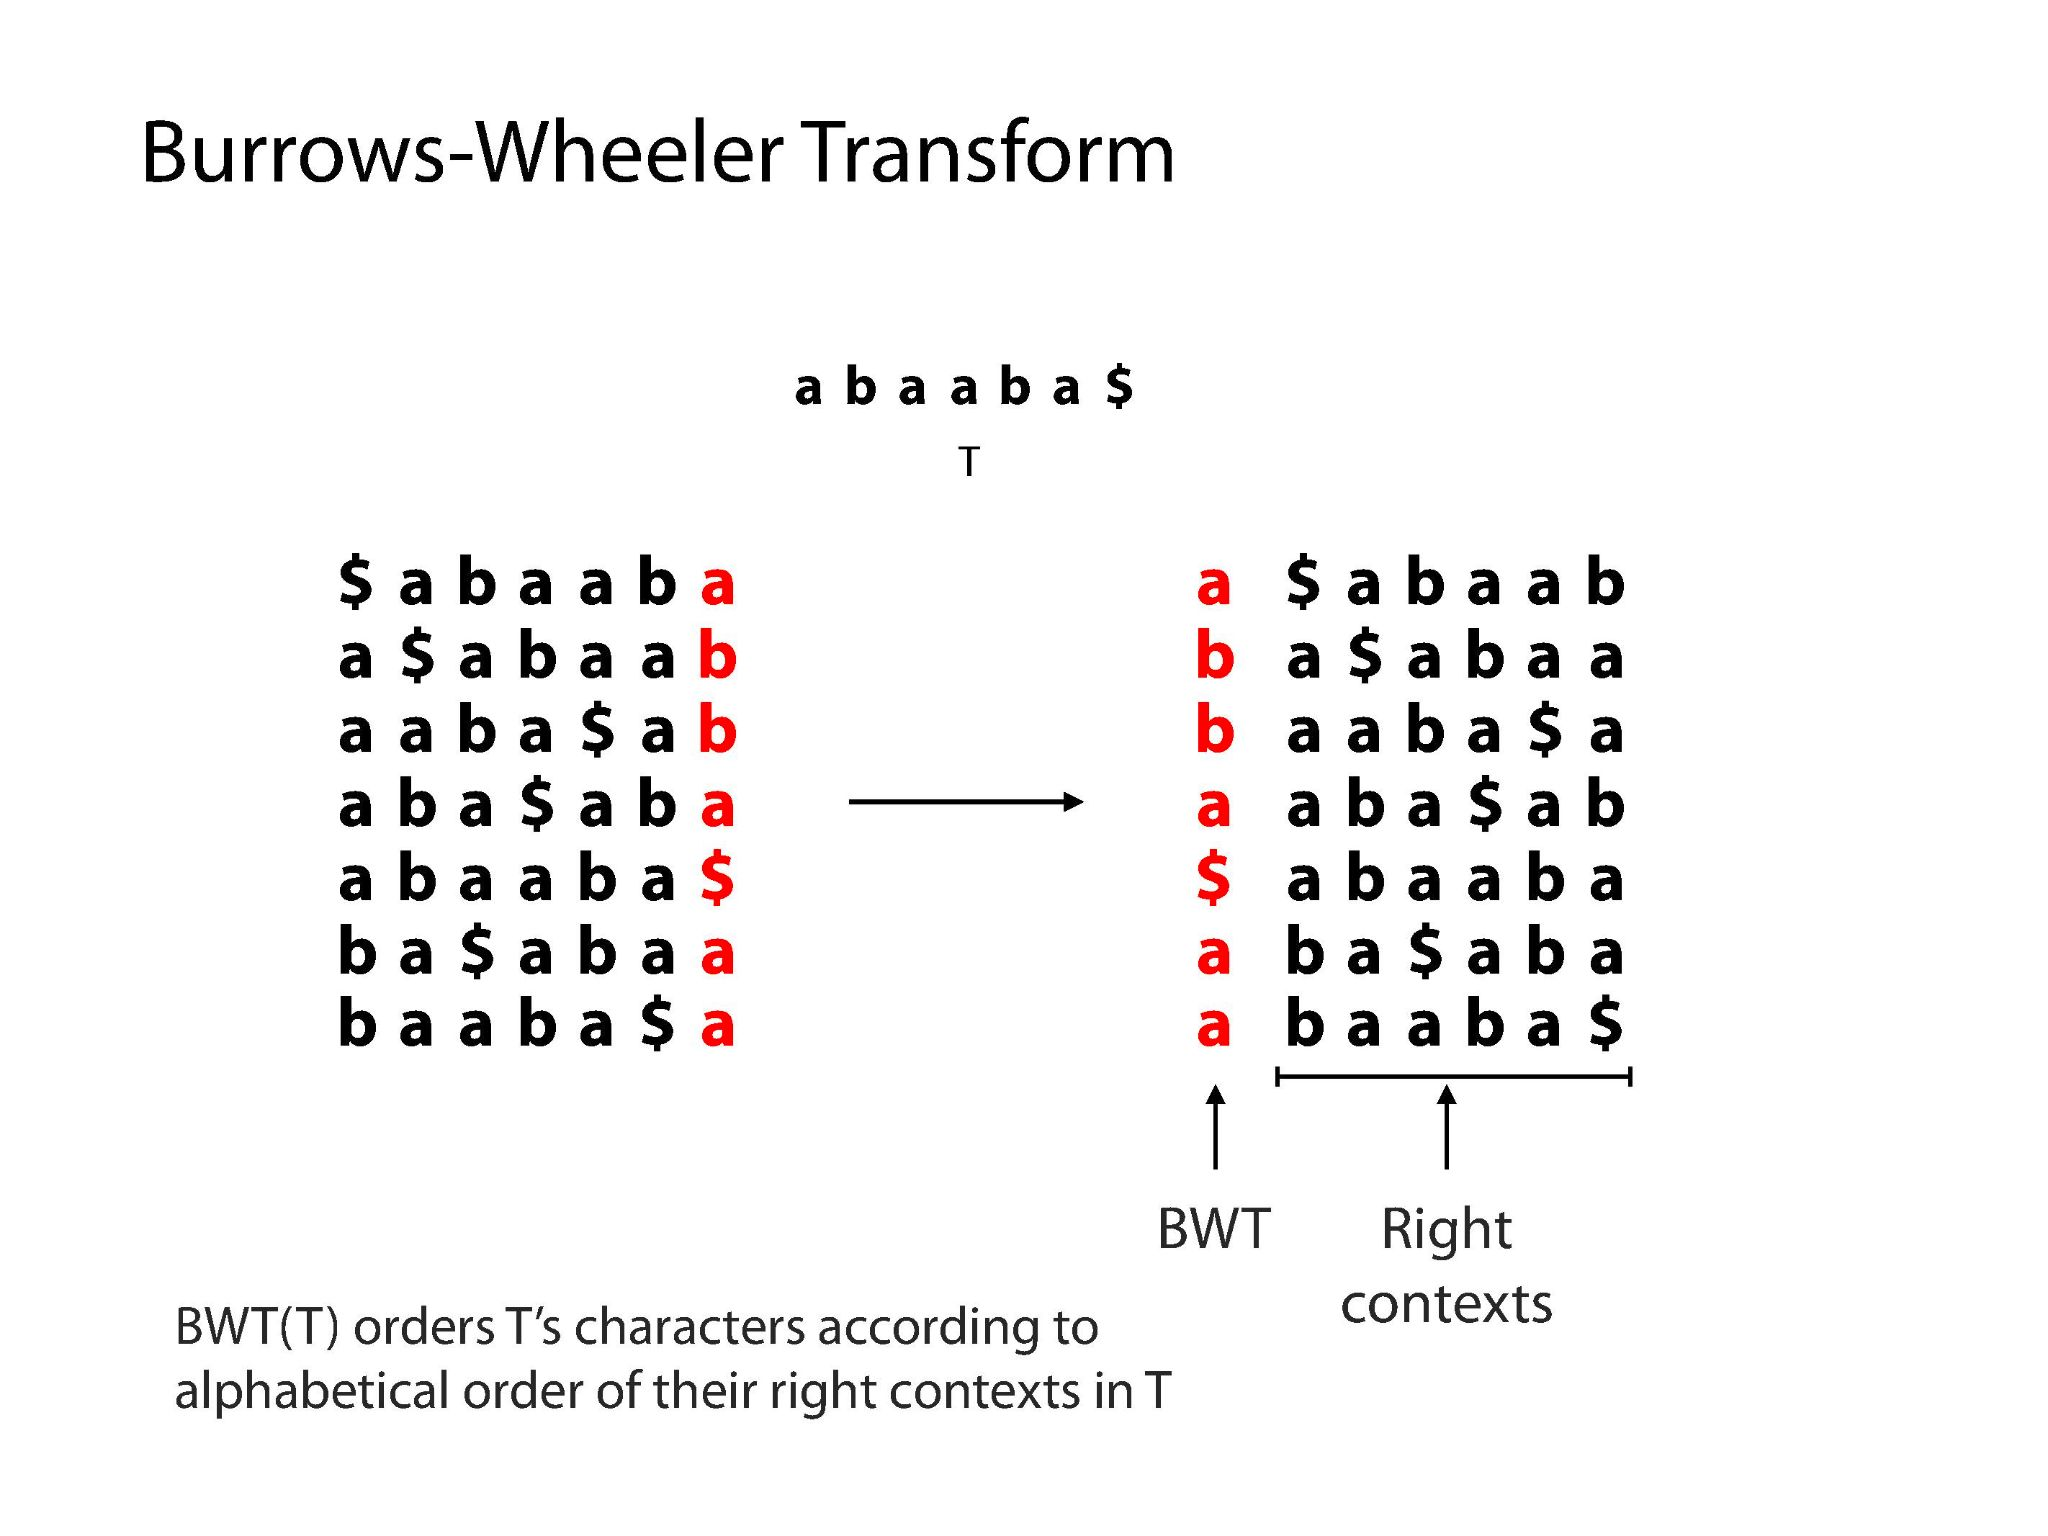 Burrows-Wheeler Transform
a b a a b a $
T
$ a b a a b a
a $ a b a a b
a a b a $ a b
a b a $ a b a
a b a a b a $
b a $ a b a a
b a a b a $ a
a $ a b a a b
b a $ a b a a
b a a b a $ a
a a b a $ a b
$ a b a a b a
a b a $ a b a
a b a a b a $
BWT
Right
contexts
BWT(T) orders T’s characters according to
alphabetical order of their right contexts in T